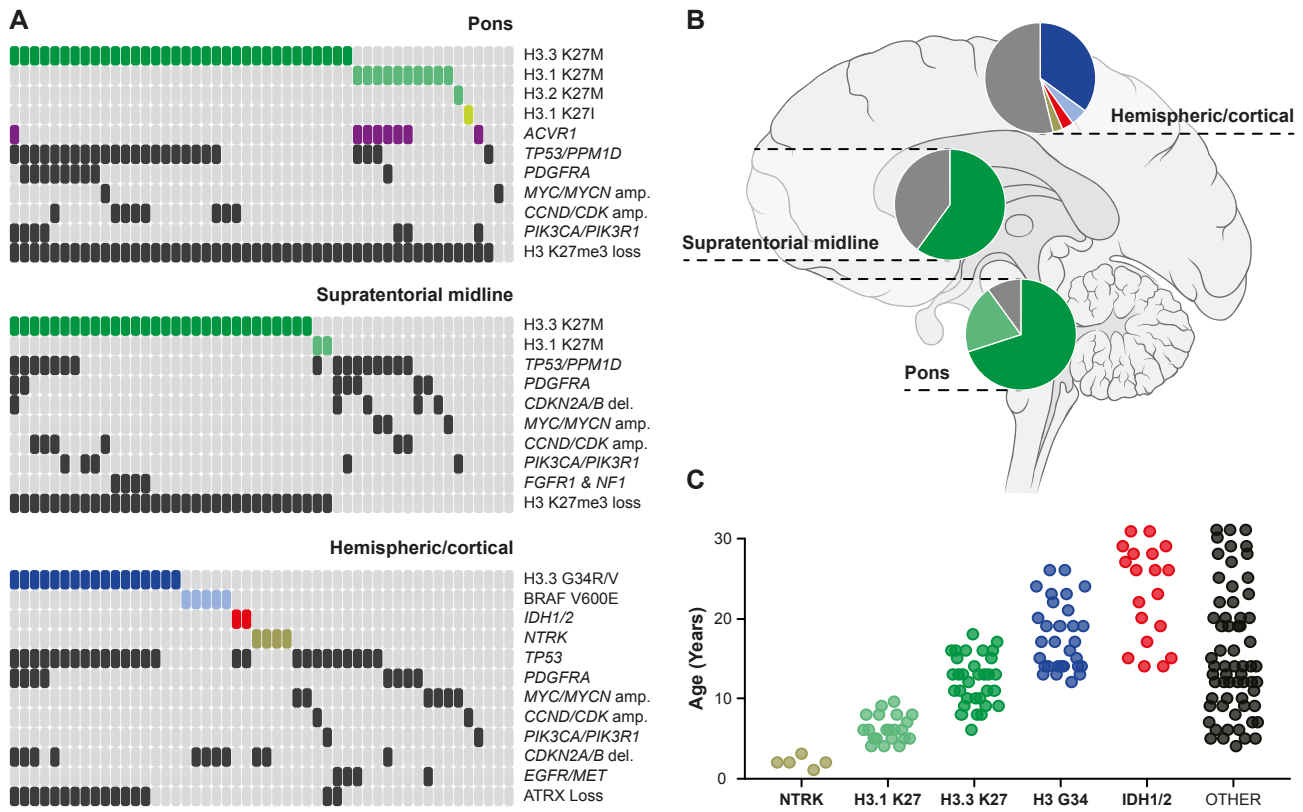 A
Pons
H3.3 K27M
H3.1 K27M
H3.2 K27M
H3.1 K27I
ACVR1
TP53/PPM1D
PDGFRA
MYC/MYCN amp.
CCND/CDK amp.
PIK3CA/PIK3R1
H3 K27me3 loss
Supratentorial midline
H3.3 K27M
H3.1 K27M
TP53/PPM1D
PDGFRA
CDKN2A/B del.
MYC/MYCN amp.
CCND/CDK amp.
PIK3CA/PIK3R1
FGFR1 & NF1
H3 K27me3 loss
Hemispheric/cortical
H3.3 G34R/V
BRAF V600E
IDH1/2
NTRK
TP53
PDGFRA
MYC/MYCN amp.
CCND/CDK amp.
PIK3CA/PIK3R1
CDKN2A/B del.
EGFR/MET
ATRX Loss
B
Hemispheric/cortical
Supratentorial midline
Pons
C
Age (Years)
30
20
10
0
NTRK H3.1 K27 H3.3 K27 H3 G34 IDH1/2 OTHER